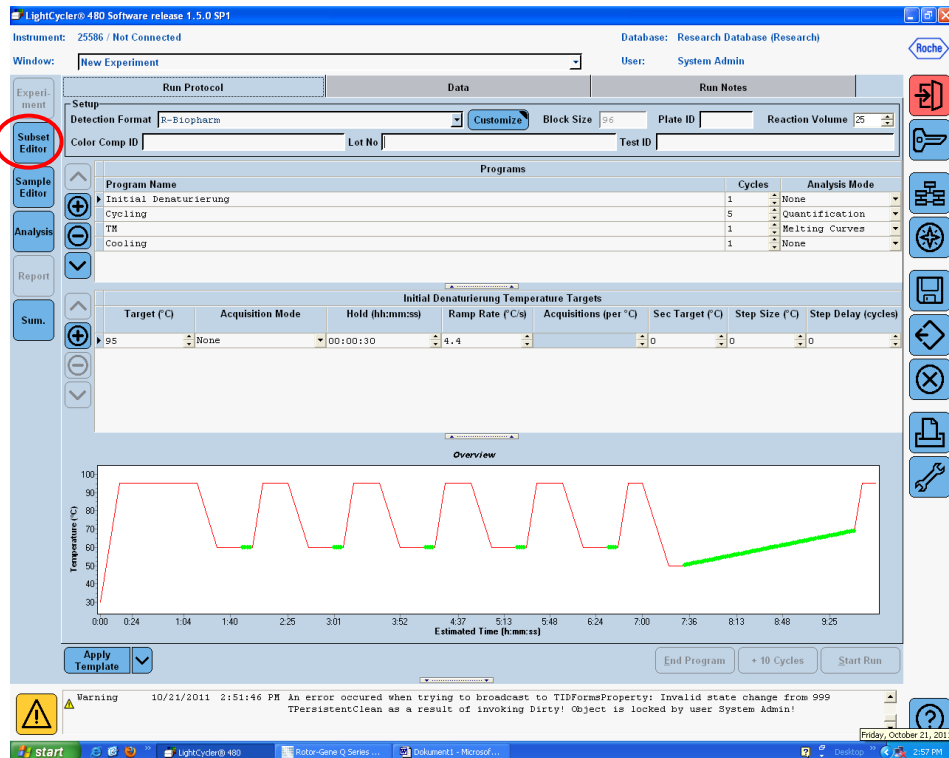 LightCycler® 480 Software release 1.5.0 SP1
Instrument: 25586 / Not Connected
Database: Research Database (Research)
Window: New Experiment
User: System Admin
Roche
Experi-
ment
Subset
Editor
Sample
Editor
Analysis
Report
Sum.
Run Protocol Data Run Notes
Setup
Detection Format R-Biopharm Customize Block Size 96 Plate ID Reaction Volume 25
Color Comp ID Lot No Test ID
Programs
Program Name Cycles Analysis Mode
Initial Denaturierung 1 None
Cycling 5 Quantification
TM 1 Melting Curves
Cooling 1 None
Initial Denaturierung Temperature Targets
Target (°C) Acquisition Mode Hold (hh:mm:ss) Ramp Rate (°C/s) Acquisitions (per °C) Sec Target (°C) Step Size (°C) Step Delay (cycles)
95 None 00:00:30 4.4 0 0 0
Overview
Temperature (°C)
100
90
80
70
60
50
40
30
0:00 0:24 1:04 1:40 2:25 3:01 3:52 4:37 5:13 5:48 6:24 7:00 7:36 8:13 8:48 9:25
Estimated Time (h:mm:ss)
Apply
Template
End Program + 10 Cycles Start Run
Warning 10/21/2011 2:51:46 PM An error occured when trying to broadcast to TIDFormsProperty: Invalid state change from 999
TPersistentClean as a result of invoking Dirty! Object is locked by user System Admin!
Friday, October 21, 2011
start LightCycler® 480 Rotor-Gene Q Series ... Dokument1 - Microsof... Desktop 2:57 PM